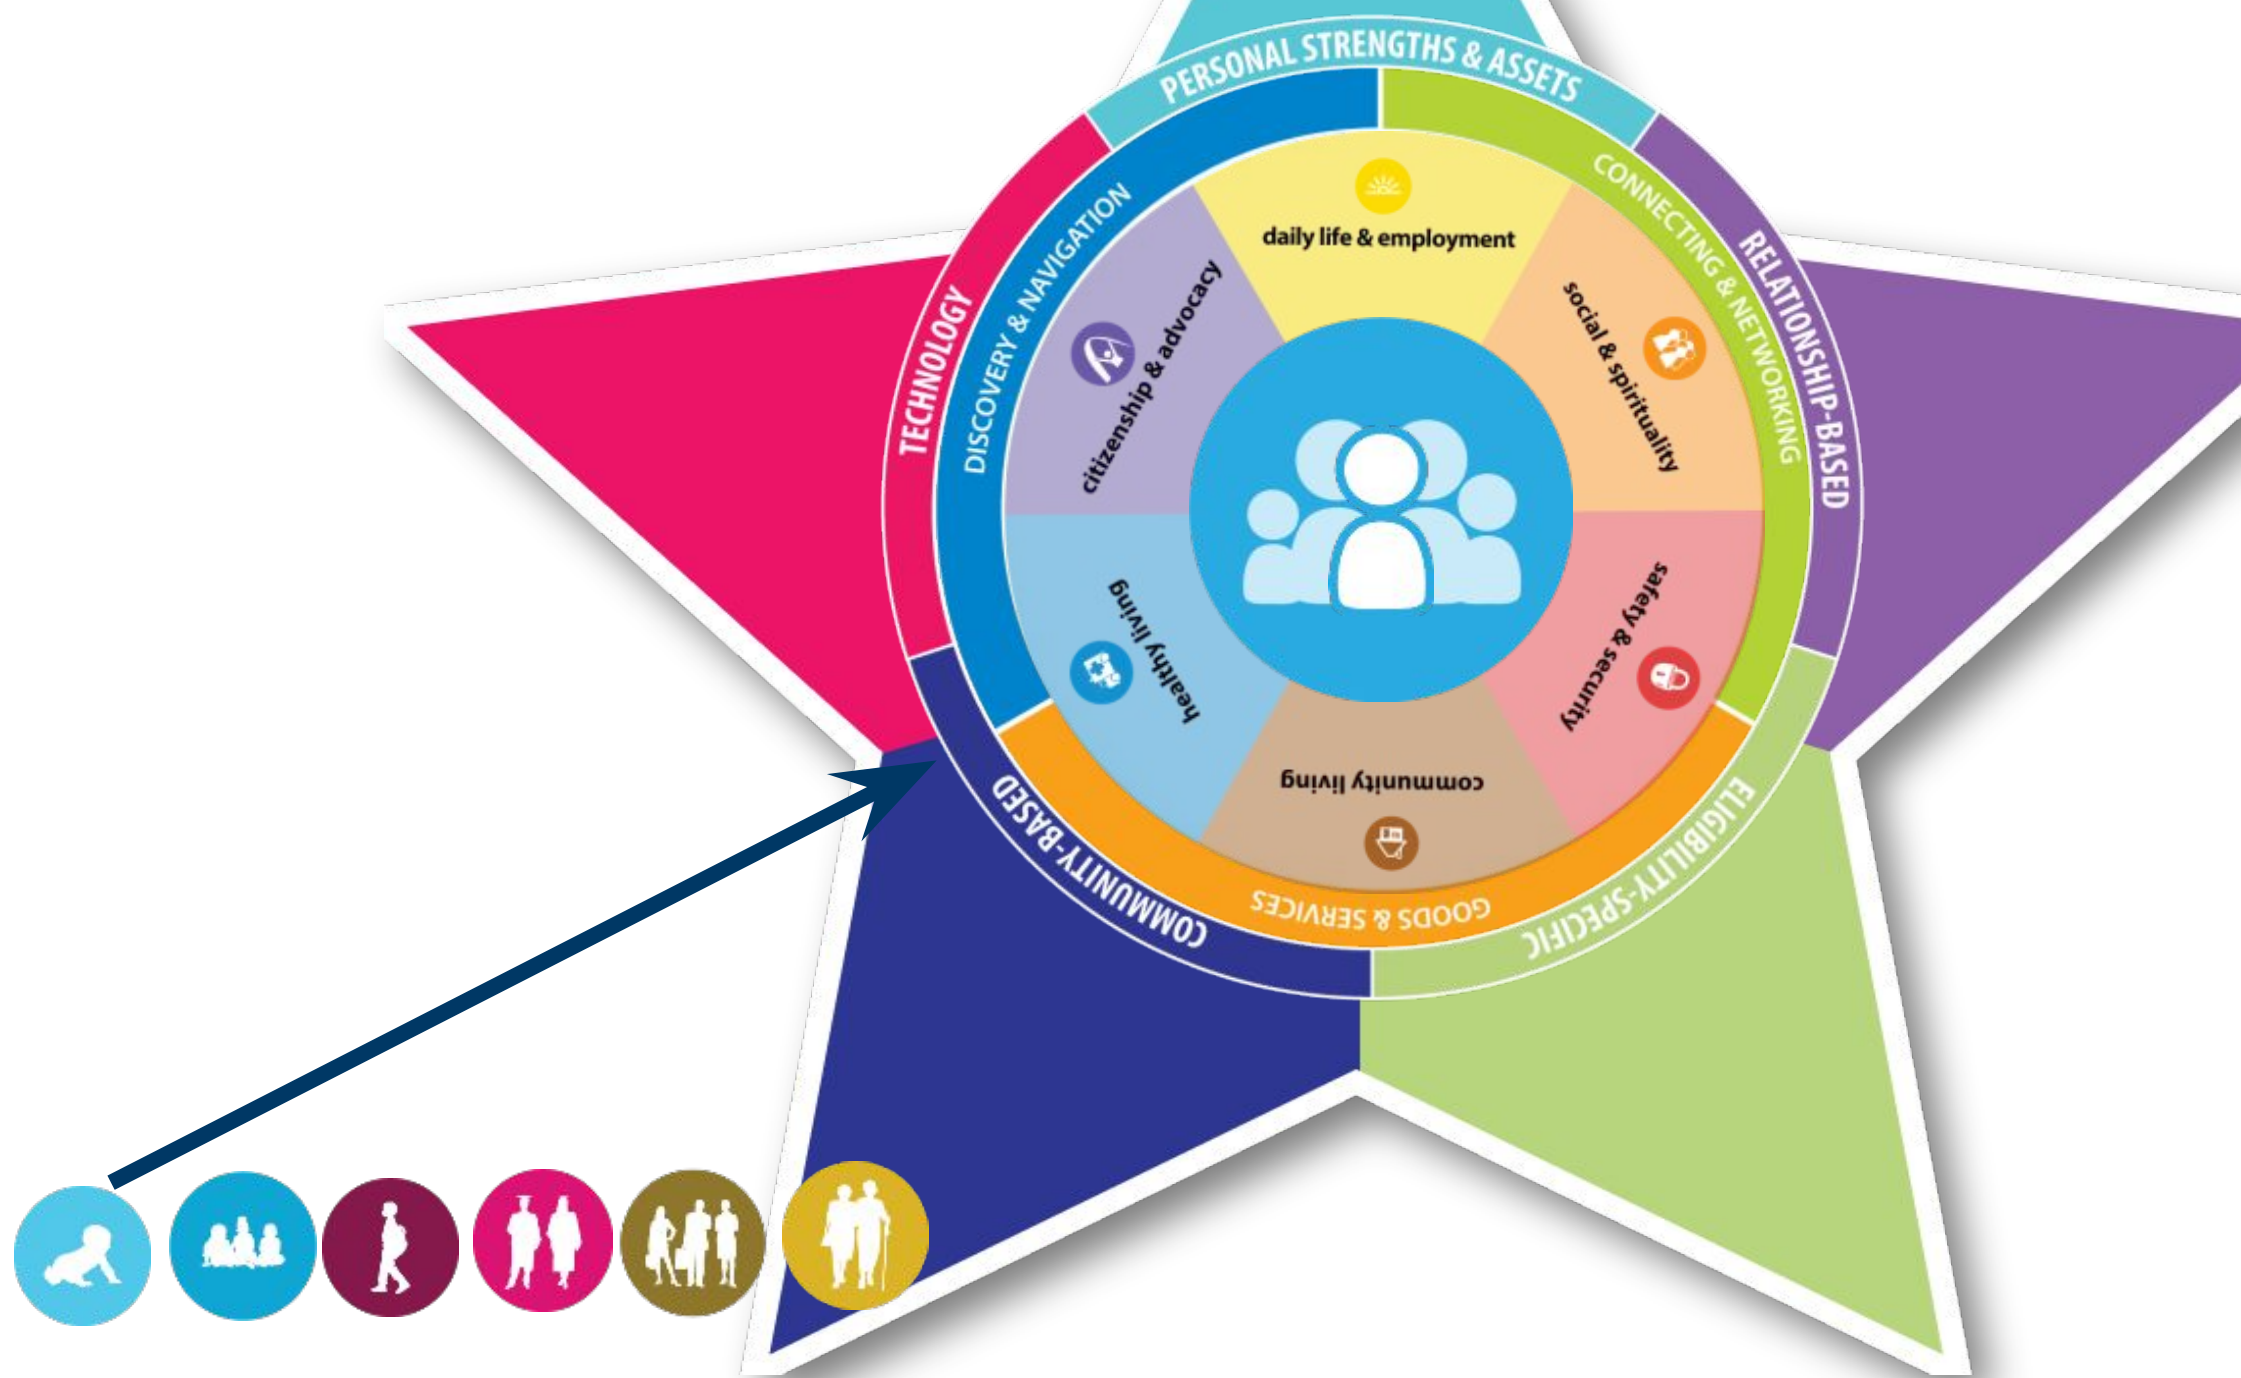 PERSONAL STRENGTHS & ASSETS
TECHNOLOGY
RELATIONSHIP-BASED
COMMUNITY-BASED
ELIGIBILITY-SPECIFIC
DISCOVERY & NAVIGATION
CONNECTING & NETWORKING
GOODS & SERVICES
daily life & employment
social & spirituality
safety & security
community living
healthy living
citizenship & advocacy